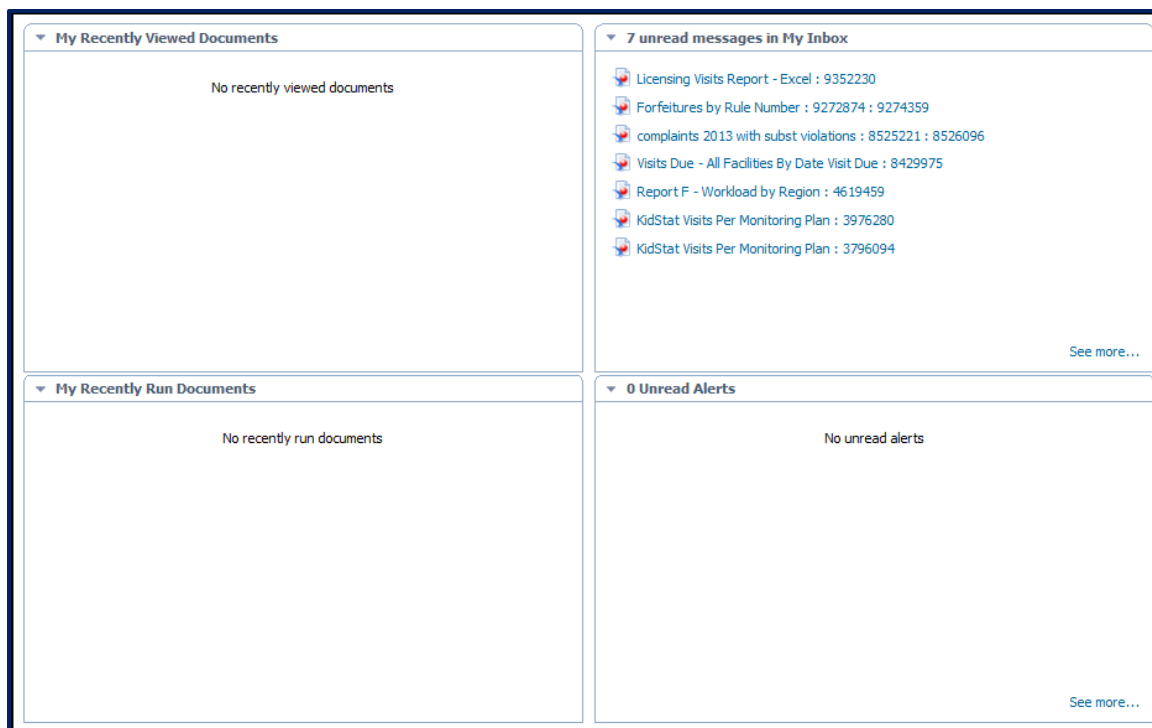 My Recently Viewed Documents
No recently viewed documents
7 unread messages in My Inbox
Licensing Visits Report - Excel : 9352230
Forfeitures by Rule Number : 9272874 : 9274359
complaints 2013 with subst violations : 8525221 : 8526096
Visits Due - All Facilities By Date Visit Due : 8429975
Report F - Workload by Region : 4619459
KidStat Visits Per Monitoring Plan : 3976280
KidStat Visits Per Monitoring Plan : 3796094
See more...
My Recently Run Documents
No recently run documents
0 Unread Alerts
No unread alerts
See more...